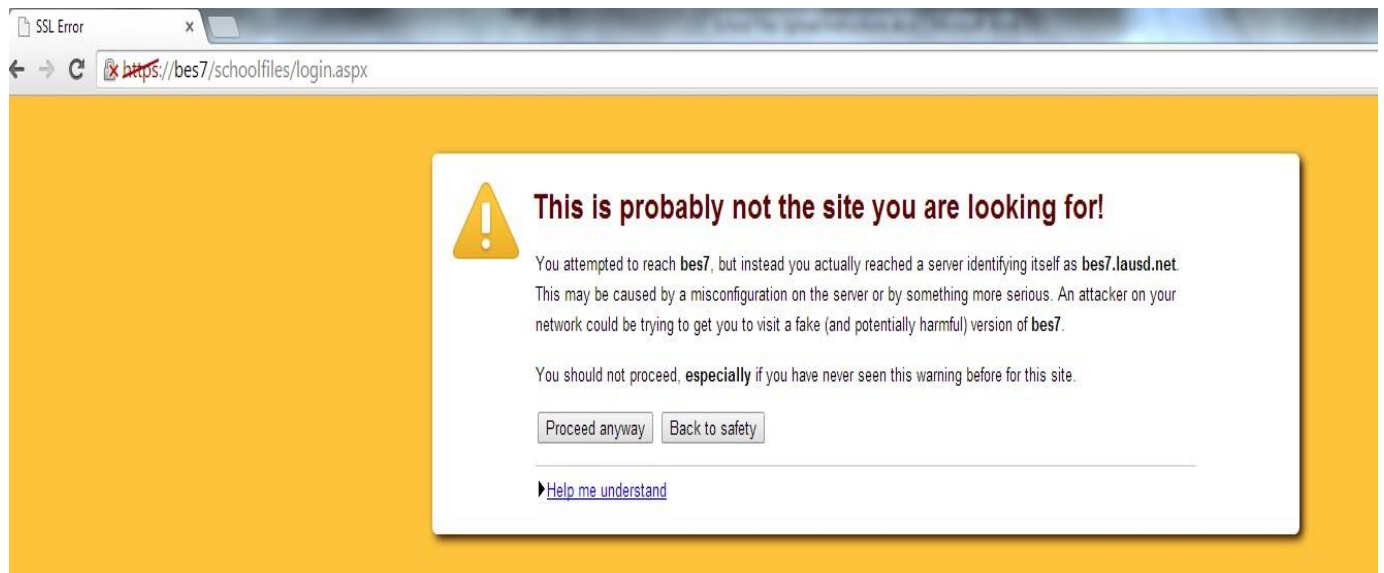 SSL Error
https://bes7/schoolfiles/login.aspx
This is probably not the site you are looking for!
You attempted to reach bes7, but instead you actually reached a server identifying itself as bes7.lausd.net.
This may be caused by a misconfiguration on the server or by something more serious. An attacker on your
network could be trying to get you to visit a fake (and potentially harmful) version of bes7.
You should not proceed, especially if you have never seen this warning before for this site.
Proceed anyway Back to safety
Help me understand